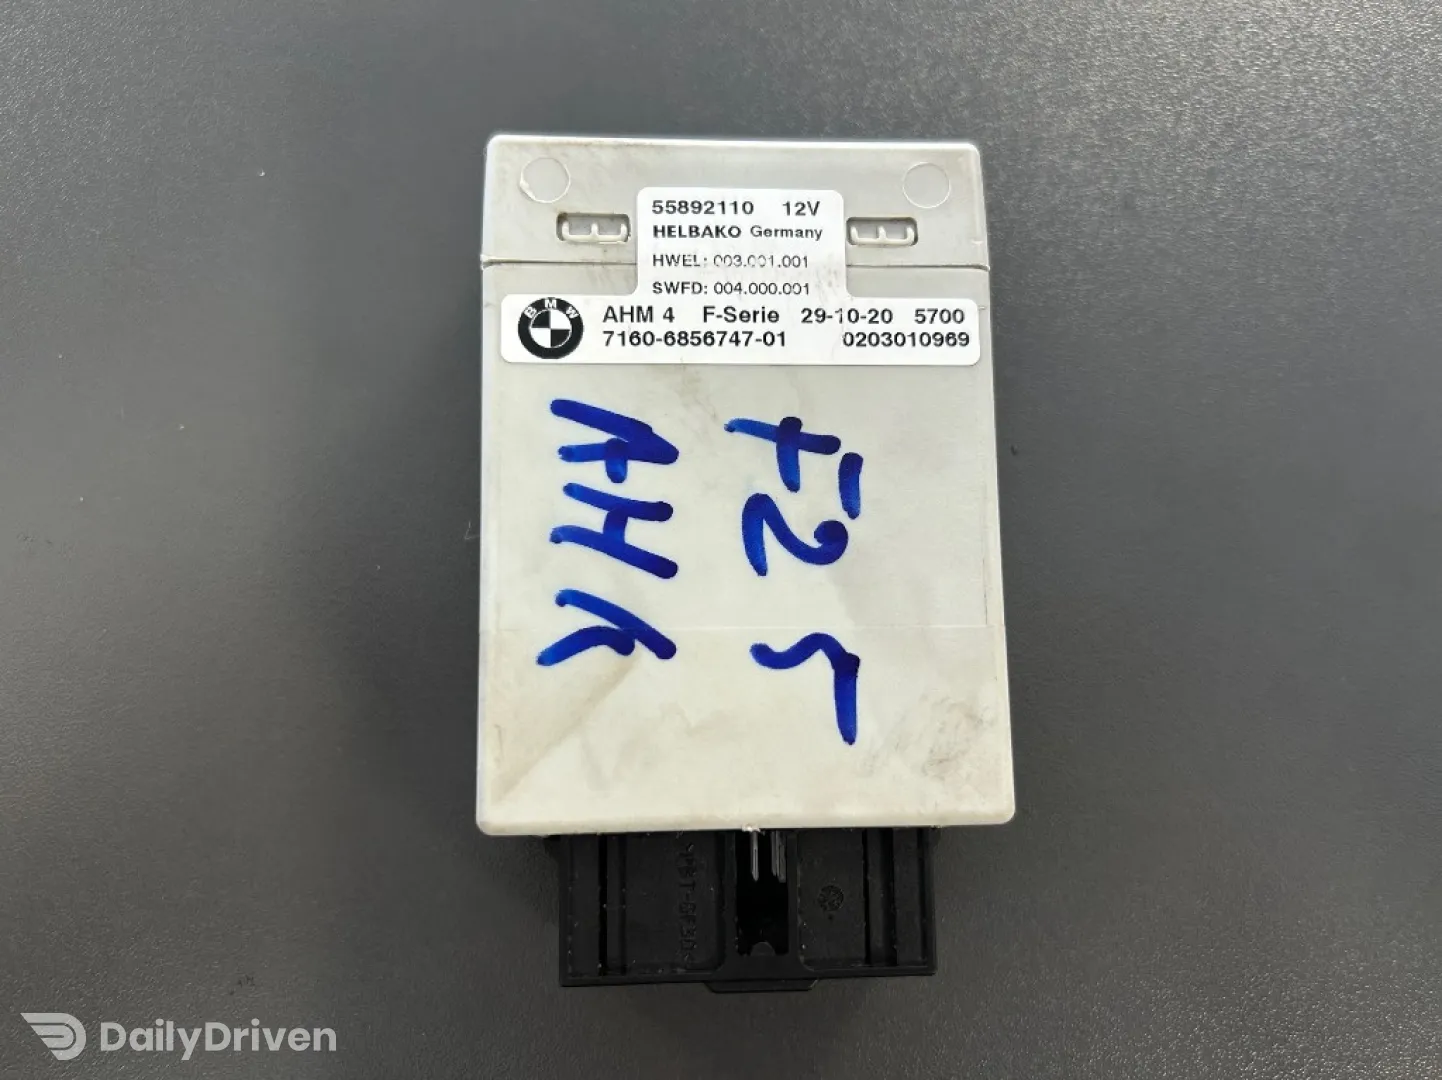 55892110 12V
HELBAKO Germany
HWEL: 003.001.001
SWFD: 004.000.001
BMW
AHM 4 F-Serie 29-10-20 5700
7160-6856747-01 0203010969
F25
AHK
DailyDriven